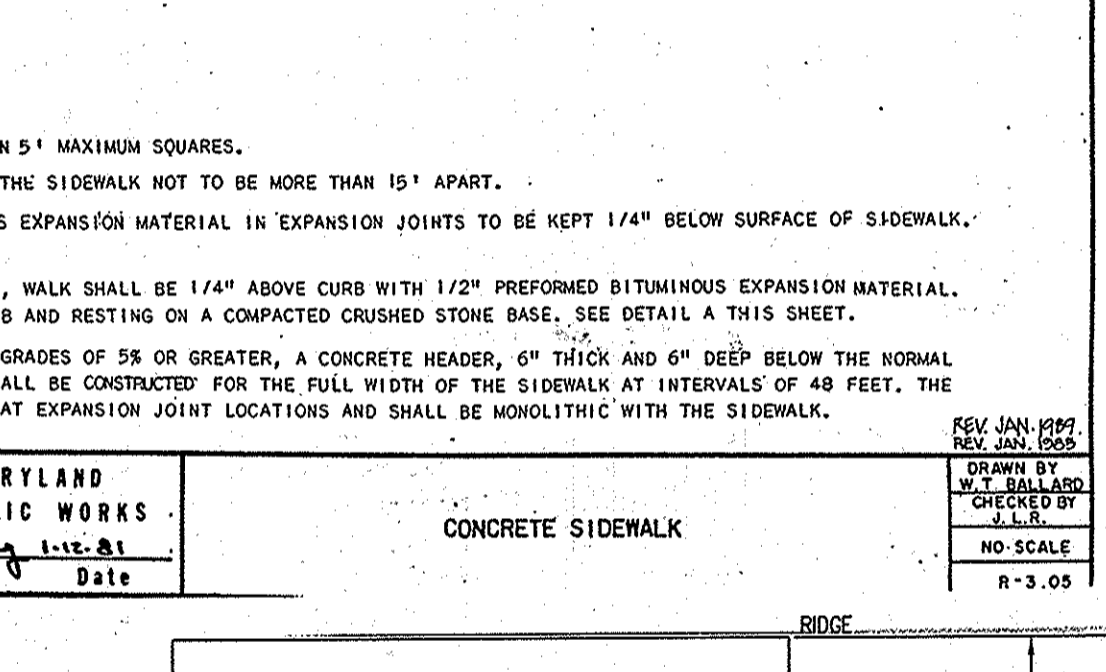 N 5' MAXIMUM SQUARES.
THE SIDEWALK NOT TO BE MORE THAN 15' APART.
S EXPANSION MATERIAL IN EXPANSION JOINTS TO BE KEPT 1/4" BELOW SURFACE OF SIDEWALK.
, WALK SHALL BE 1/4" ABOVE CURB WITH 1/2" PREFORMED BITUMINOUS EXPANSION MATERIAL.
B AND RESTING ON A COMPACTED CRUSHED STONE BASE. SEE DETAIL A THIS SHEET.
GRADES OF 5% OR GREATER, A CONCRETE HEADER, 6" THICK AND 6" DEEP BELOW THE NORMAL
ALL BE CONSTRUCTED FOR THE FULL WIDTH OF THE SIDEWALK AT INTERVALS OF 48 FEET. THE
AT EXPANSION JOINT LOCATIONS AND SHALL BE MONOLITHIC WITH THE SIDEWALK.
REV. JAN. 1989.
REV. JAN. 1985
RYLAND
LIC WORKS
1-12-81
Date
CONCRETE SIDEWALK
DRAWN BY
W.T. BALLARD
CHECKED BY
J.L.R.
NO SCALE
R-3.05
RIDGE